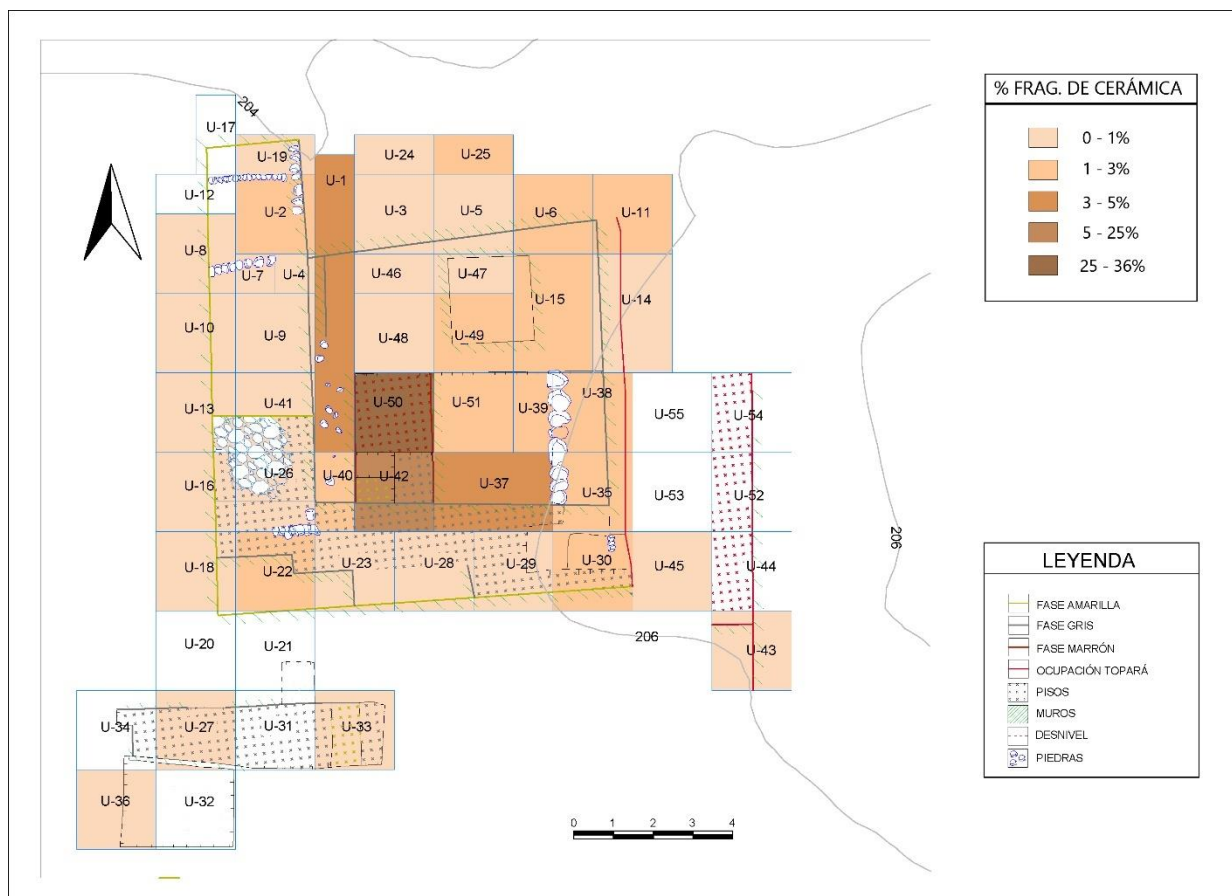 % FRAG. DE CERÁMICA
0 - 1%
1 - 3%
3 - 5%
5 - 25%
25 - 36%
204
U-17
U-19
U-24
U-25
U-1
U-12
U-2
U-3
U-5
U-6
U-11
U-8
U-7
U-4
U-46
U-47
U-15
U-14
U-10
U-9
U-48
U-49
U-13
U-41
U-50
U-51
U-39
U-38
U-55
U-54
U-16
U-26
U-40
U-42
U-37
U-35
U-53
U-52
206
U-18
U-22
U-23
U-28
U-29
U-30
U-45
U-44
U-20
U-21
206
U-43
U-34
U-27
U-31
U-33
U-36
U-32
0 1 2 3 4
LEYENDA
FASE AMARILLA
FASE GRIS
FASE MARRÓN
OCUPACIÓN TOPARÁ
PISOS
MUROS
DESNIVEL
PIEDRAS